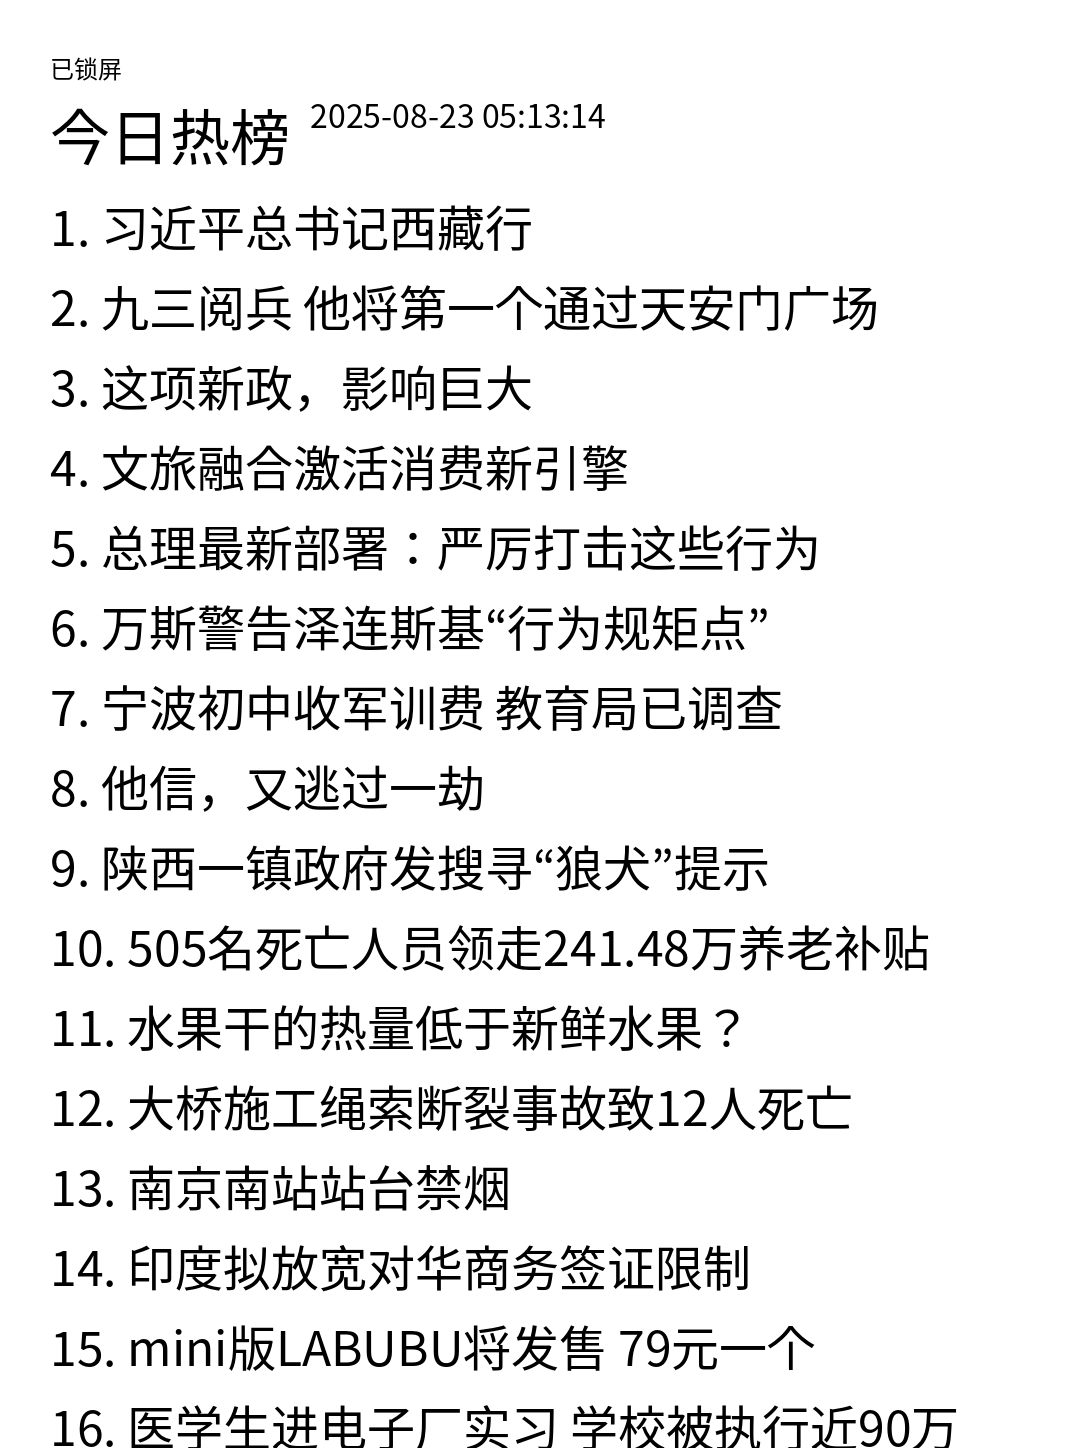 已锁屏
今日热榜 2025-08-23 05:13:14
1. 习近平总书记西藏行
2. 九三阅兵 他将第一个通过天安门广场
3. 这项新政，影响巨大
4. 文旅融合激活消费新引擎
5. 总理最新部署：严厉打击这些行为
6. 万斯警告泽连斯基“行为规矩点”
7. 宁波初中收军训费 教育局已调查
8. 他信，又逃过一劫
9. 陕西一镇政府发搜寻“狼犬”提示
10. 505名死亡人员领走241.48万养老补贴
11. 水果干的热量低于新鲜水果？
12. 大桥施工绳索断裂事故致12人死亡
13. 南京南站站台禁烟
14. 印度拟放宽对华商务签证限制
15. mini版LABUBU将发售 79元一个
16. 医学生进电子厂实习 学校被执行近90万